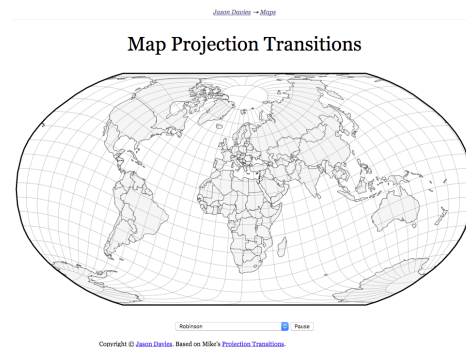 Jason Davies → Maps
Map Projection Transitions
Robinson Pause
Copyright © Jason Davies. Based on Mike's Projection Transitions.